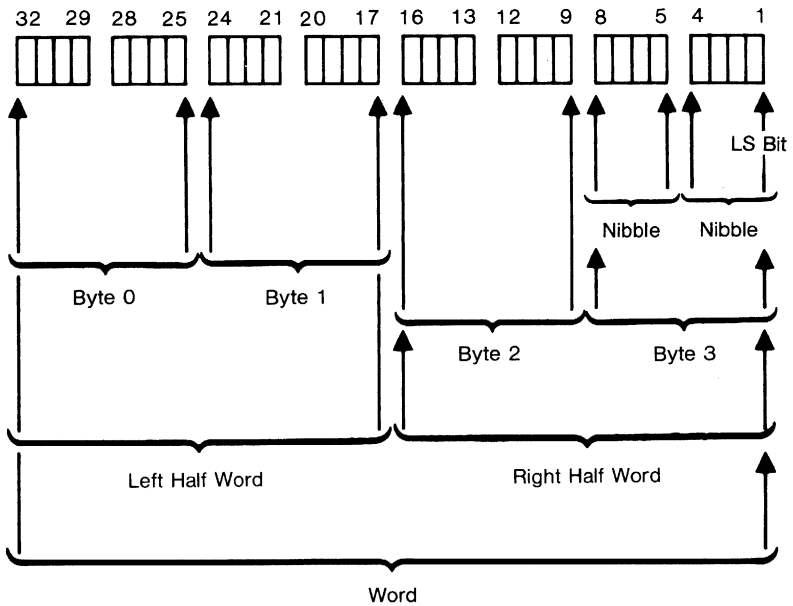 32 29 28 25 24 21 20 17 16 13 12 9 8 5 4 1
LS Bit
Nibble Nibble
Byte 0 Byte 1
Byte 2 Byte 3
Left Half Word Right Half Word
Word